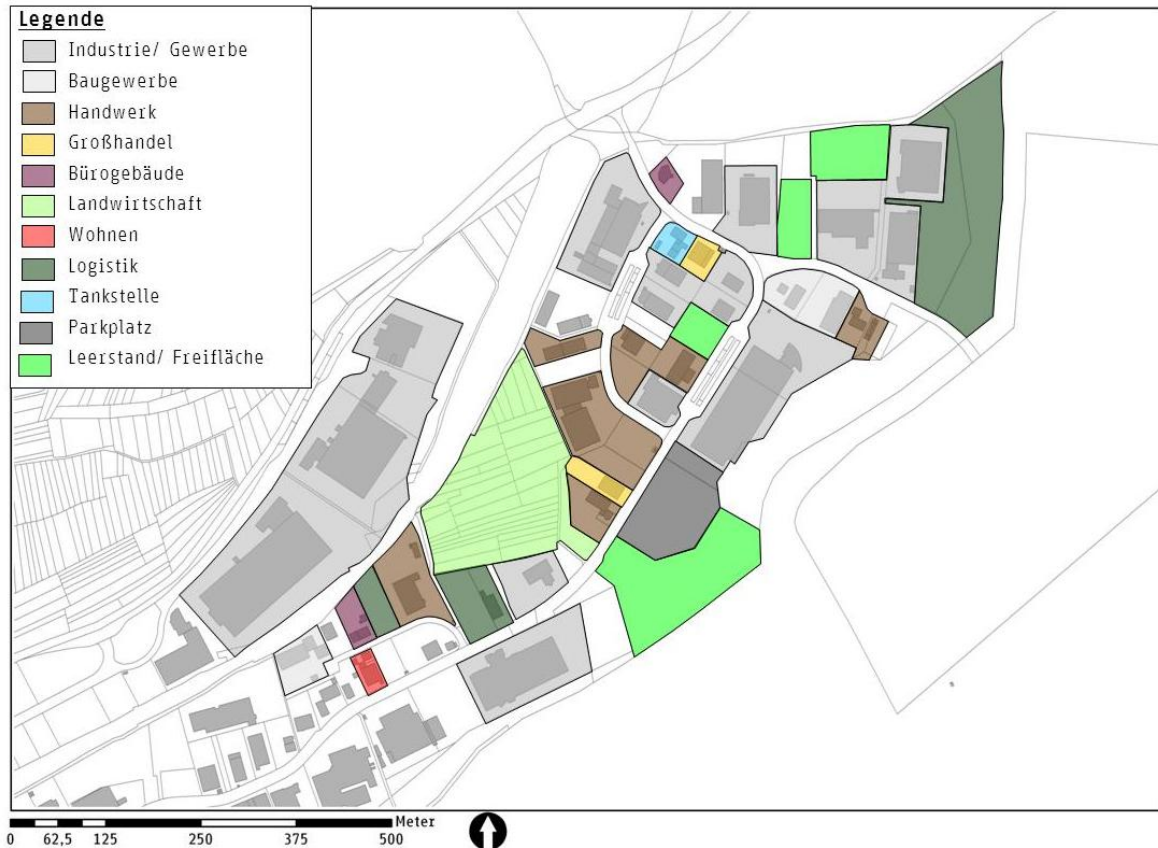 Legende
Industrie/ Gewerbe
Baugewerbe
Handwerk
Großhandel
Bürogebäude
Landwirtschaft
Wohnen
Logistik
Tankstelle
Parkplatz
Leerstand/ Freifläche
Meter
0 62,5 125 250 375 500